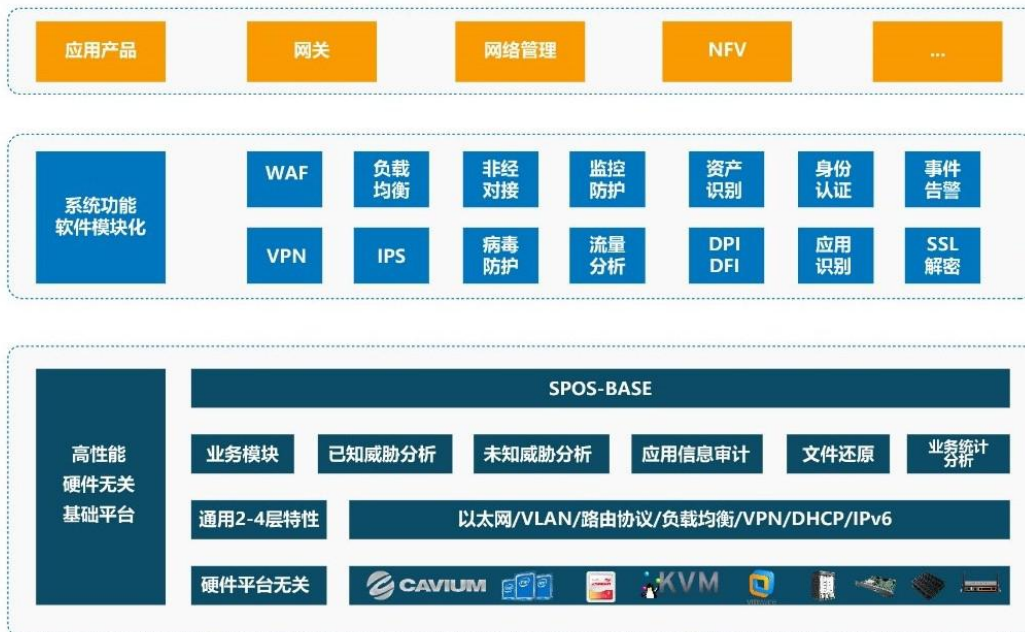 应用产品
网关
网络管理
NFV
...
系统功能
软件模块化
WAF
负载
均衡
非经
对接
监控
防护
资产
识别
身份
认证
事件
告警
VPN
IPS
病毒
防护
流量
分析
DPI
DFI
应用
识别
SSL
解密
高性能
硬件无关
基础平台
SPOS-BASE
业务模块
已知威胁分析
未知威胁分析
应用信息审计
文件还原
业务统计
分析
通用2-4层特性
以太网/VLAN/路由协议/负载均衡/VPN/DHCP/IPv6
硬件平台无关
CAVIUM
KVM